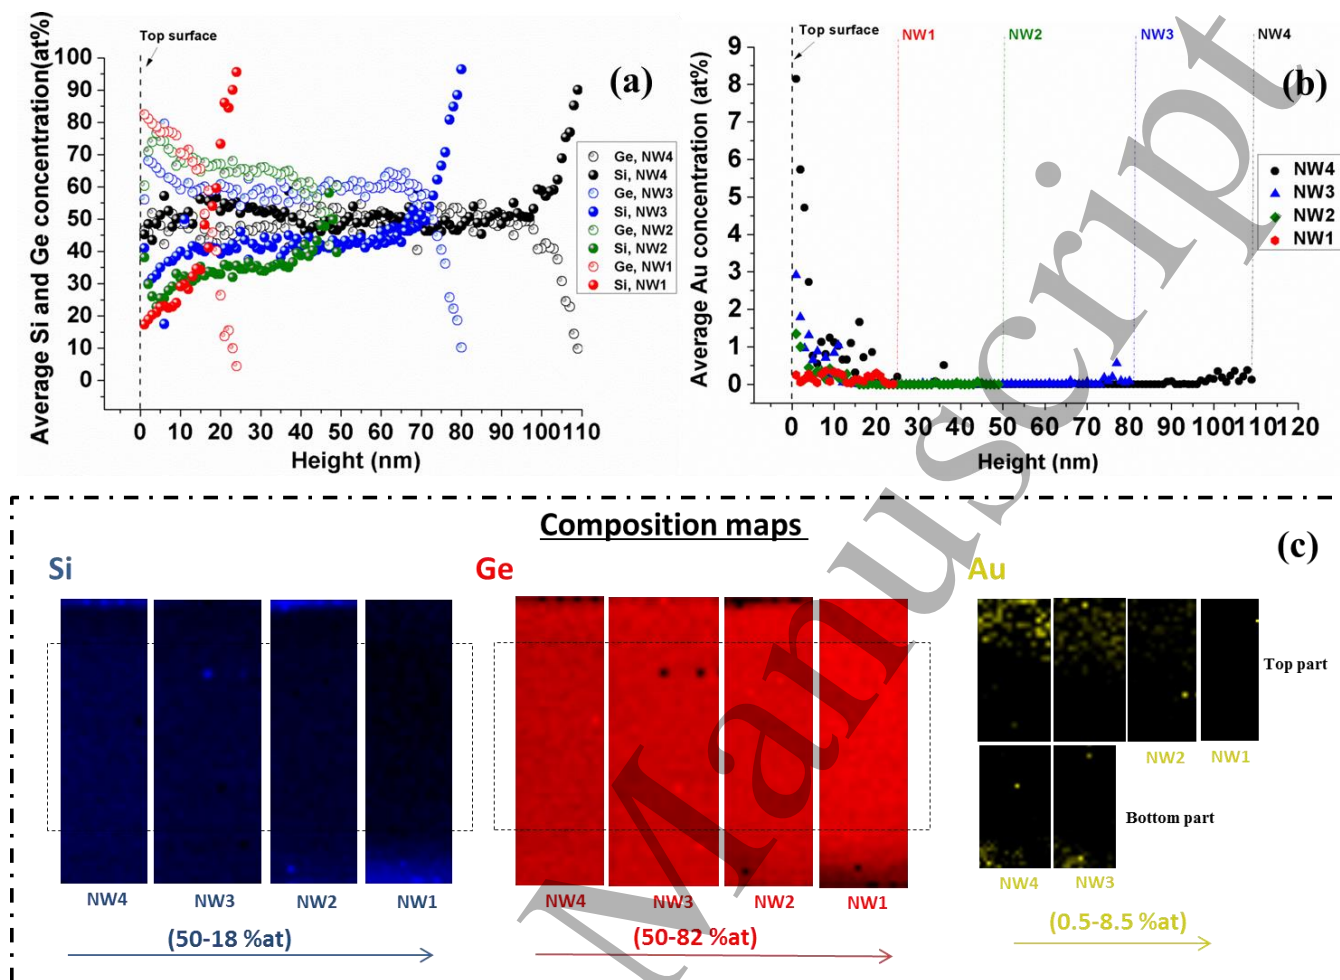 Top surface
(a)
Average Si and Ge concentration(at%)
100
90
80
70
60
50
40
30
20
10
0
0 10 20 30 40 50 60 70 80 90 100 109
Height (nm)
Ge, NW4
Si, NW4
Ge, NW3
Si, NW3
Ge, NW2
Si, NW2
Ge, NW1
Si, NW1
Top surface
NW1
NW2
NW3
NW4
(b)
Average Au concentration (at%)
9
8
7
6
5
4
3
2
1
0
0 10 20 30 40 50 60 70 80 90 100 110 120
Height (nm)
NW4
NW3
NW2
NW1
Composition maps
(c)
Si
Ge
Au
Top part
NW2 NW1
Bottom part
NW4 NW3 NW2 NW1
NW4 NW3 NW2 NW1
NW4 NW3
(50-18 %at)
(50-82 %at)
(0.5-8.5 %at)
Manuscript